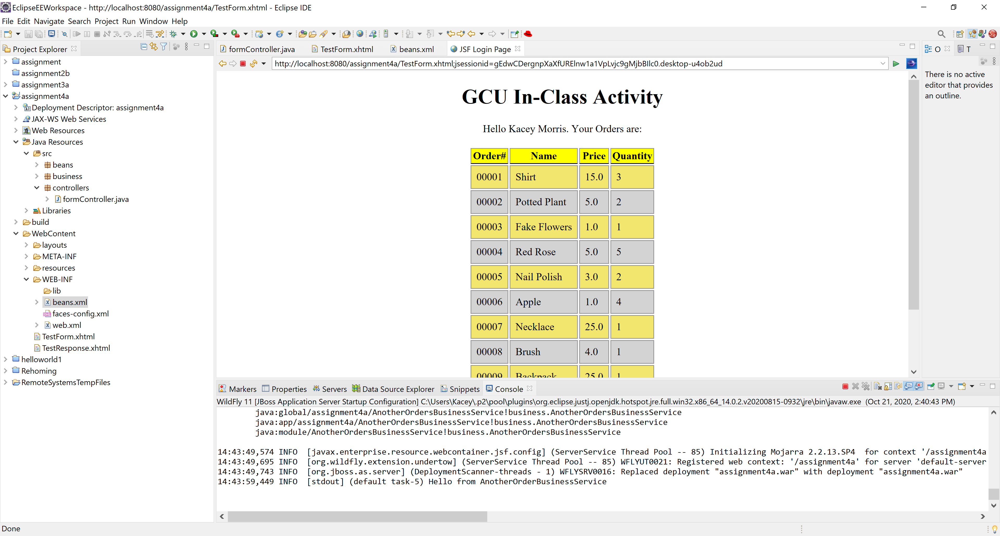 EclipseEEWorkspace - http://localhost:8080/assignment4a/TestForm.xhtml - Eclipse IDE
File Edit Navigate Search Project Run Window Help
Project Explorer
assignment
assignment2b
assignment3a
assignment4a
Deployment Descriptor: assignment4a
JAX-WS Web Services
Web Resources
Java Resources
src
beans
business
controllers
formController.java
Libraries
build
WebContent
layouts
META-INF
resources
WEB-INF
lib
beans.xml
faces-config.xml
web.xml
TestForm.xhtml
TestResponse.xhtml
helloworld1
Rehoming
RemoteSystemsTempFiles
formController.java TestForm.xhtml beans.xml JSF Login Page
http://localhost:8080/assignment4a/TestForm.xhtml;jsessionid=gEdwCDergnpXaXfURElnw1a1VpLvjc9gMjbBIlc0.desktop-u4ob2ud
GCU In-Class Activity
Hello Kacey Morris. Your Orders are:
Order# Name Price Quantity
00001 Shirt 15.0 3
00002 Potted Plant 5.0 2
00003 Fake Flowers 1.0 1
00004 Red Rose 5.0 5
00005 Nail Polish 3.0 2
00006 Apple 1.0 4
00007 Necklace 25.0 1
00008 Brush 4.0 1
00009 Backpack 25.0 1
O T
There is no active
editor that provides
an outline.
Markers Properties Servers Data Source Explorer Snippets Console
WildFly 11 [JBoss Application Server Startup Configuration] C:\Users\Kacey\.p2\pool\plugins\org.eclipse.justj.openjdk.hotspot.jre.full.win32.x86_64_14.0.2.v20200815-0932\jre\bin\javaw.exe (Oct 21, 2020, 2:40:43 PM)
java:global/assignment4a/AnotherOrdersBusinessService!business.AnotherOrdersBusinessService
java:app/assignment4a/AnotherOrdersBusinessService!business.AnotherOrdersBusinessService
java:module/AnotherOrdersBusinessService!business.AnotherOrdersBusinessService
14:43:49,574 INFO [javax.enterprise.resource.webcontainer.jsf.config] (ServerService Thread Pool -- 85) Initializing Mojarra 2.2.13.SP4 for context '/assignment4a
14:43:49,695 INFO [org.wildfly.extension.undertow] (ServerService Thread Pool -- 85) WFLYUT0021: Registered web context: '/assignment4a' for server 'default-server
14:43:49,743 INFO [org.jboss.as.server] (DeploymentScanner-threads - 1) WFLYSRV0016: Replaced deployment "assignment4a.war" with deployment "assignment4a.war"
14:43:59,449 INFO [stdout] (default task-5) Hello from AnotherOrderBusinessService
Done